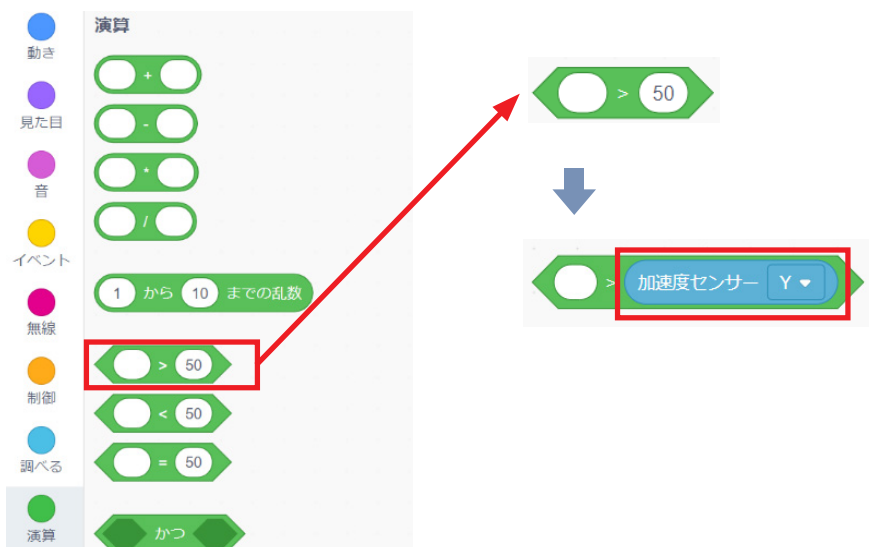 動き
見た目
音
イベント
無線
制御
調べる
演算
演算
+
-
*
/
1 から 10 までの乱数
> 50
< 50
= 50
かつ
> 50
> 加速度センサー Y